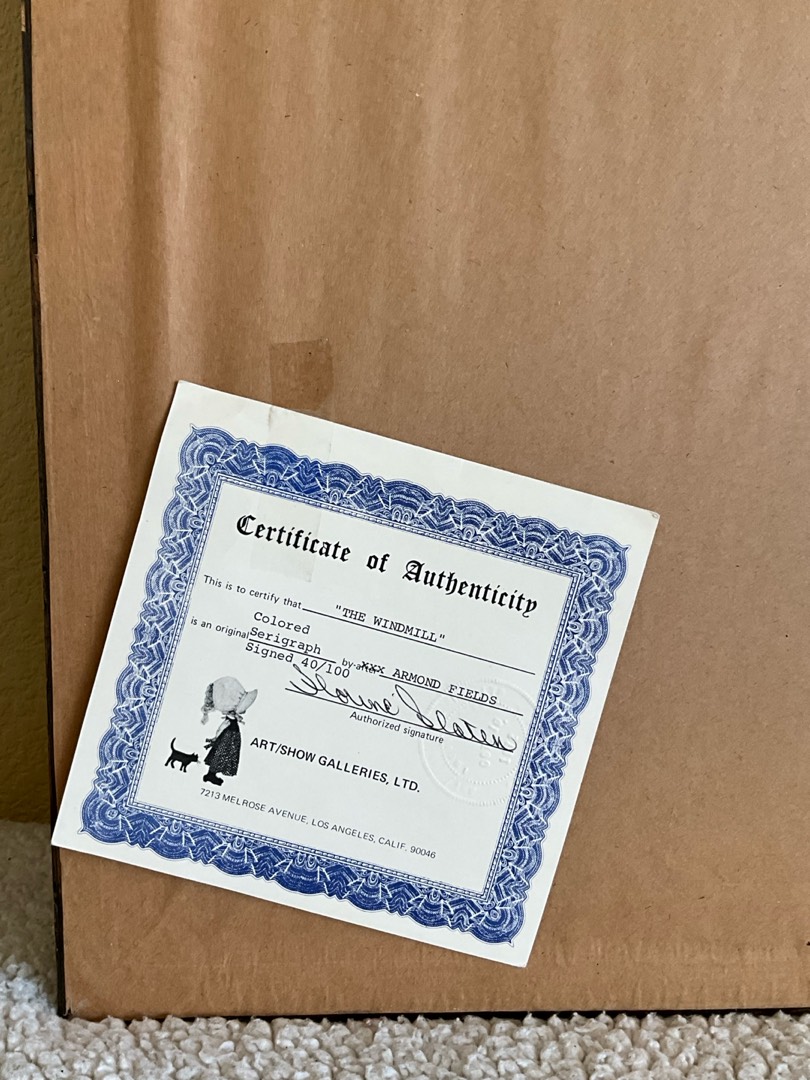 Certificate of Authenticity
This is to certify that "THE WINDMILL"
Colored
is an original Serigraph by-after xxx ARMOND FIELDS
Signed 40/100
Authorized signature
ART/SHOW GALLERIES, LTD.
7213 MELROSE AVENUE, LOS ANGELES, CALIF. 90046